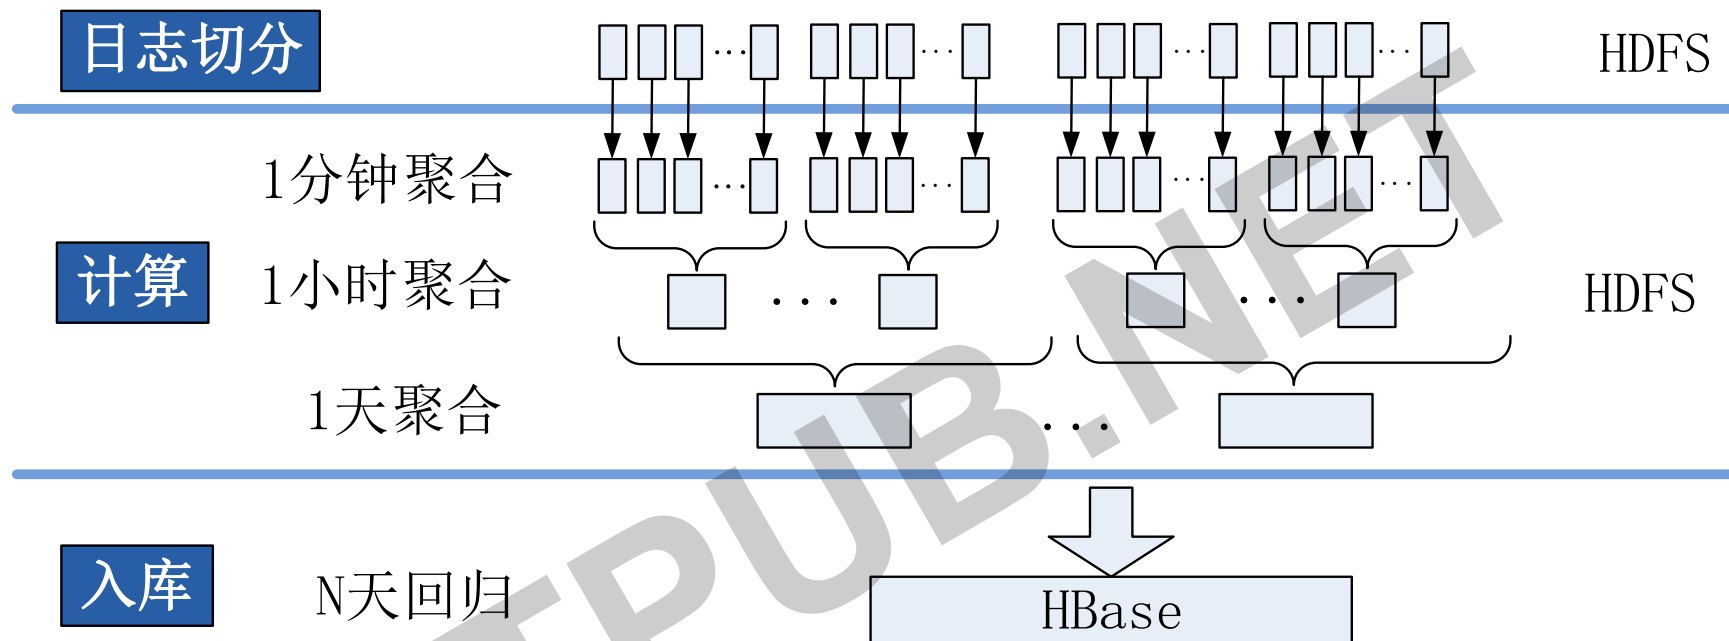 日志切分
HDFS
1分钟聚合
计算
1小时聚合
HDFS
1天聚合
入库
N天回归
HBase
TPUB.NET